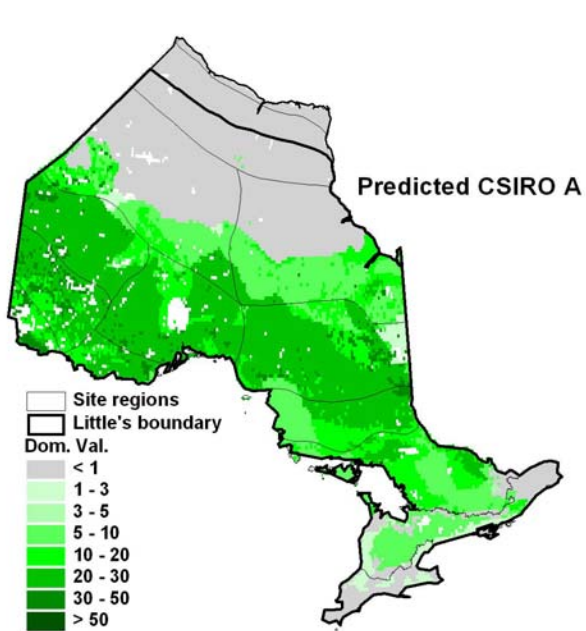 Predicted CSIRO A
Site regions
Little's boundary
Dom. Val.
< 1
1 - 3
3 - 5
5 - 10
10 - 20
20 - 30
30 - 50
> 50